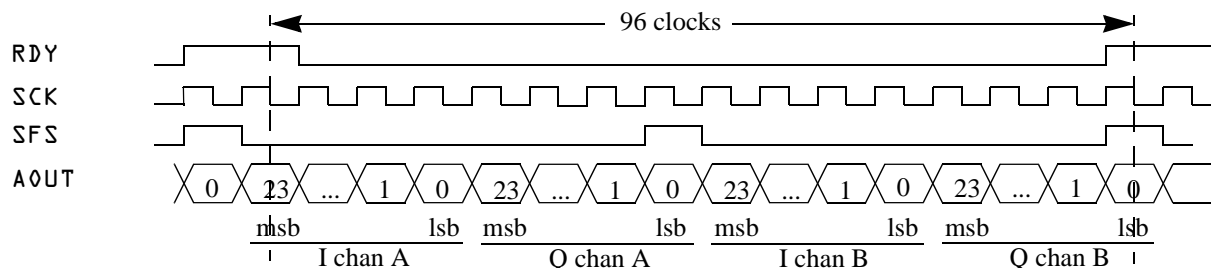 96 clocks
RDY
SCK
SFS
AOUT 0 23 ... 1 0 23 ... 1 0 23 ... 1 0 23 ... 1 0
msb lsb msb lsb msb lsb msb lsb
I chan A Q chan A I chan B Q chan B